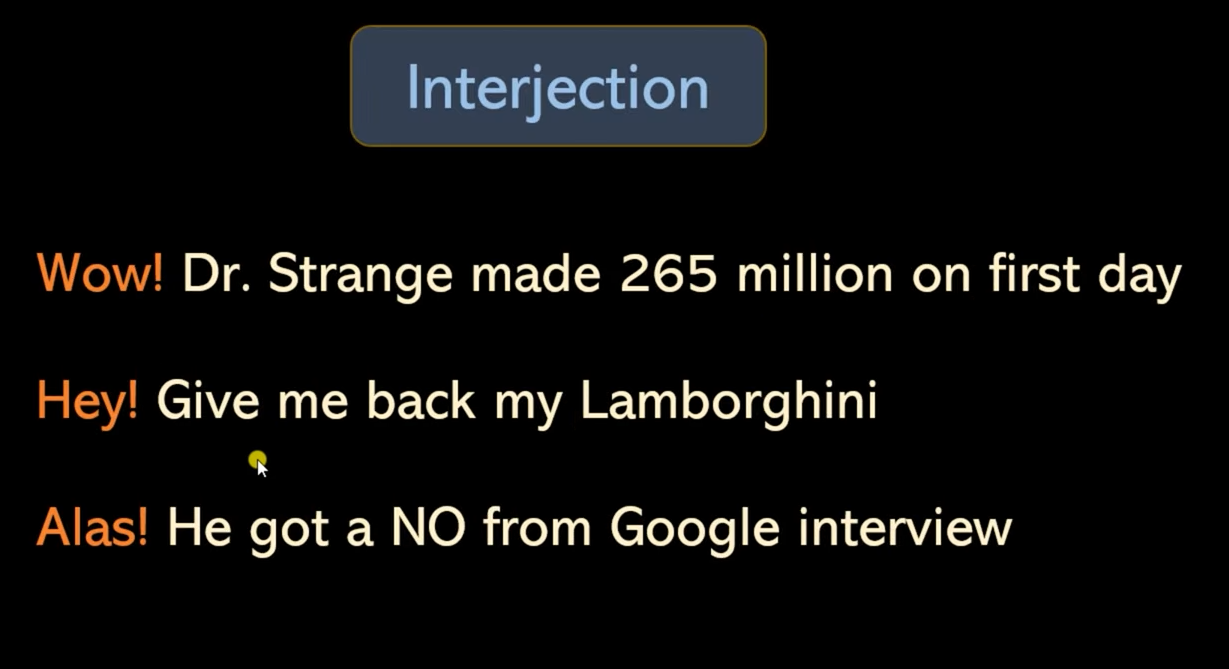 Interjection
Wow! Dr. Strange made 265 million on first day
Hey! Give me back my Lamborghini
Alas! He got a NO from Google interview